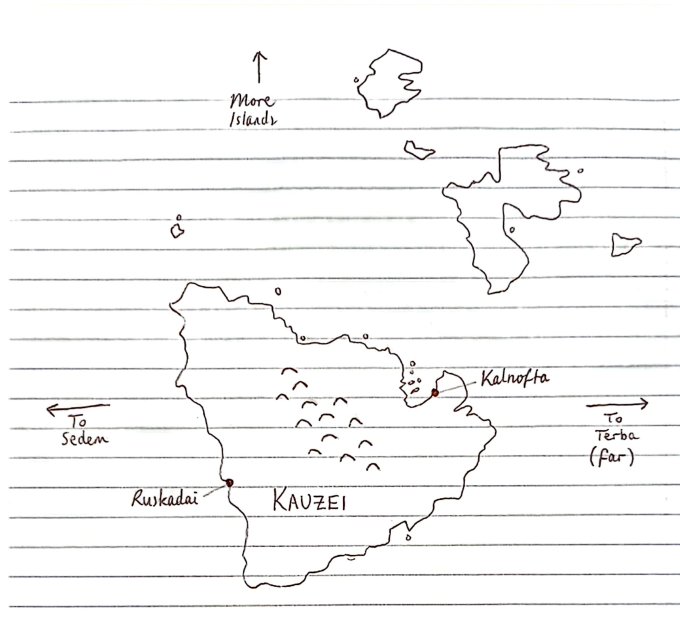 More
Islands
Kalnofta
To
Sedem
To
Terba
(far)
Ruskadai
KAUZEI